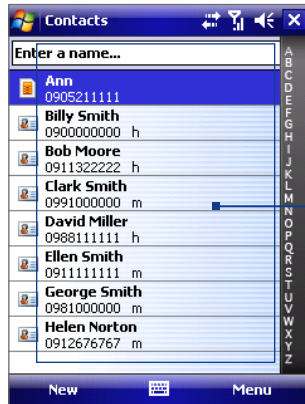 Contacts
Enter a name...
Ann
0905211111
Billy Smith
0900000000 h
Bob Moore
0911322222 h
Clark Smith
0991000000 m
David Miller
0988111111 h
Ellen Smith
0911111111 m
George Smith
0981000000 m
Helen Norton
0912676767 m
A
B
C
D
E
F
G
H
I
J
K
L
M
N
O
P
Q
R
S
T
U
V
W
X
Y
Z
New Menu